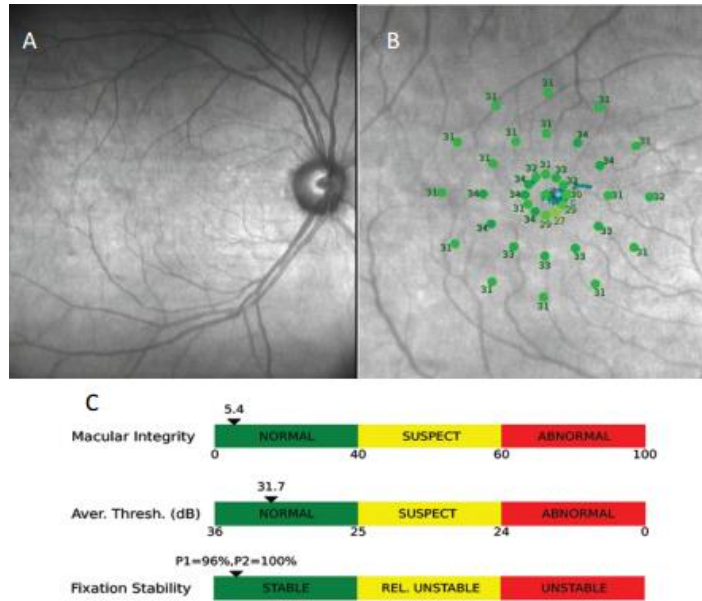 A
B
31
31 31
31
31 31 34 31
31 34
32 31 33
34 33
31 34 34 30 31 32
31 29
34 29 27
34 33
31 33 33 31
33
31 31
31
C
5.4
Macular Integrity NORMAL SUSPECT ABNORMAL
0 40 60 100
31.7
Aver. Thresh. (dB) NORMAL SUSPECT ABNORMAL
36 25 24 0
P1=96%,P2=100%
Fixation Stability STABLE REL. UNSTABLE UNSTABLE